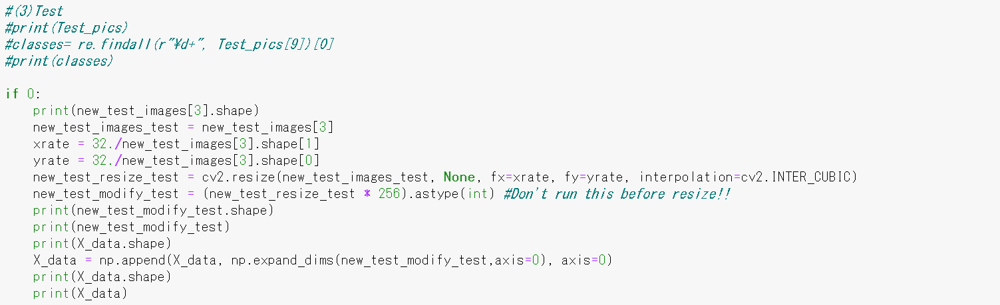 #(3)Test
#print(Test_pics)
#classes= re.findall(r"¥d+", Test_pics[9])[0]
#print(classes)
if 0:
    print(new_test_images[3].shape)
    new_test_images_test = new_test_images[3]
    xrate = 32./new_test_images[3].shape[1]
    yrate = 32./new_test_images[3].shape[0]
    new_test_resize_test = cv2.resize(new_test_images_test, None, fx=xrate, fy=yrate, interpolation=cv2.INTER_CUBIC)
    new_test_modify_test = (new_test_resize_test * 256).astype(int) #Don't run this before resize!!
    print(new_test_modify_test.shape)
    print(new_test_modify_test)
    print(X_data.shape)
    X_data = np.append(X_data, np.expand_dims(new_test_modify_test,axis=0), axis=0)
    print(X_data.shape)
    print(X_data)